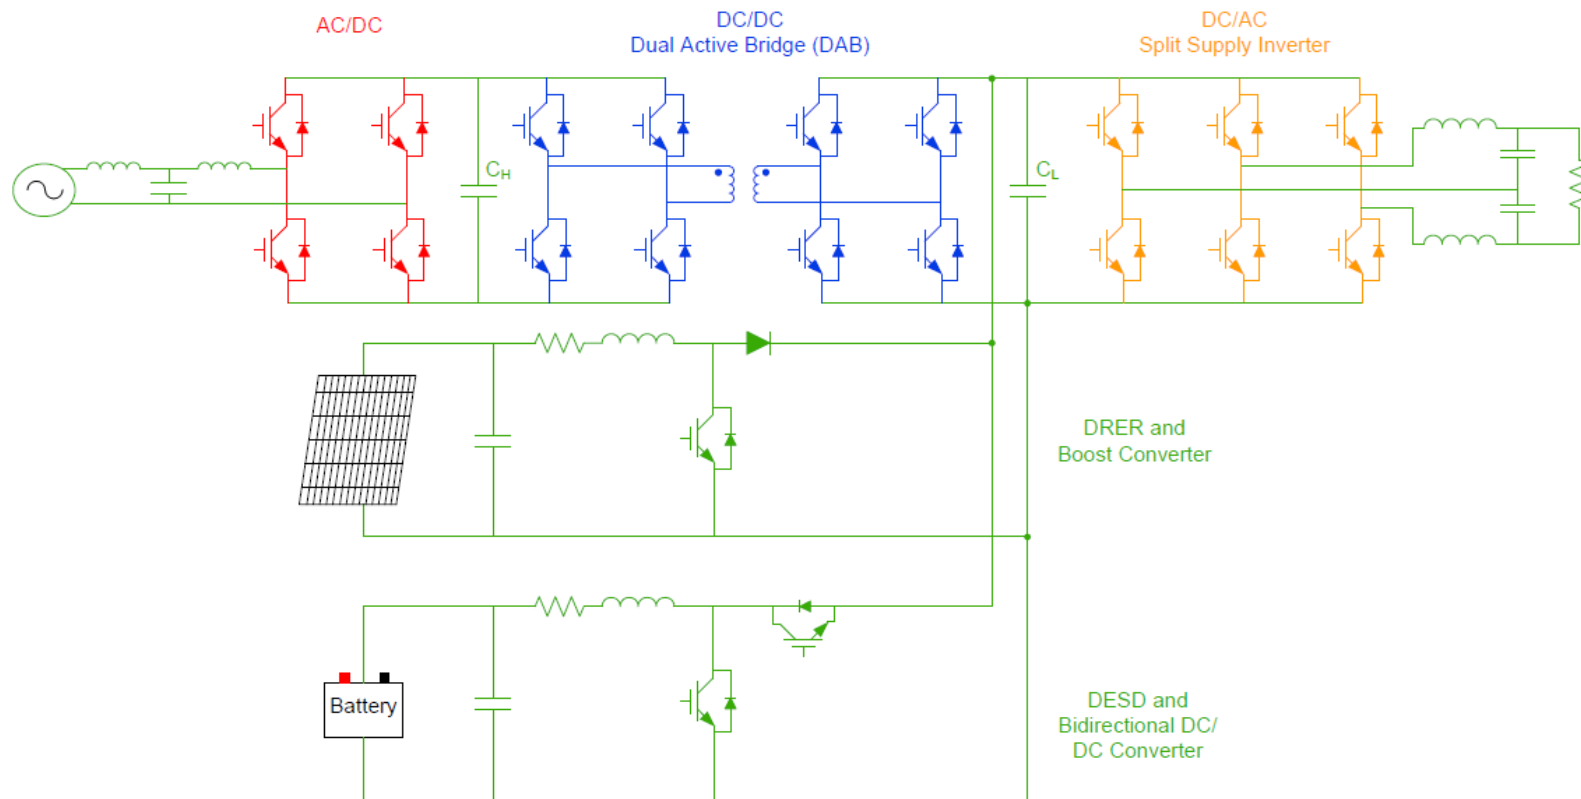 AC/DC
DC/DC
Dual Active Bridge (DAB)
DC/AC
Split Supply Inverter
CH
CL
DRER and
Boost Converter
Battery
DESD and
Bidirectional DC/
DC Converter